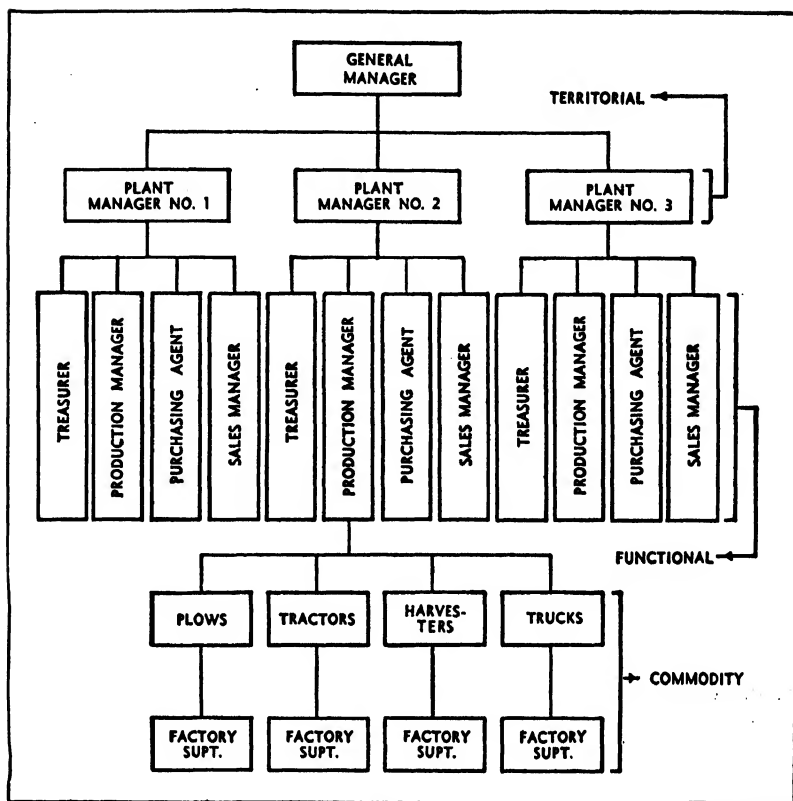 GENERAL
MANAGER
TERRITORIAL
PLANT
MANAGER NO. 1
PLANT
MANAGER NO. 2
PLANT
MANAGER NO. 3
TREASURER
PRODUCTION MANAGER
PURCHASING AGENT
SALES MANAGER
TREASURER
PRODUCTION MANAGER
PURCHASING AGENT
SALES MANAGER
TREASURER
PRODUCTION MANAGER
PURCHASING AGENT
SALES MANAGER
FUNCTIONAL
PLOWS
TRACTORS
HARVES-
TERS
TRUCKS
COMMODITY
FACTORY
SUPT.
FACTORY
SUPT.
FACTORY
SUPT.
FACTORY
SUPT.